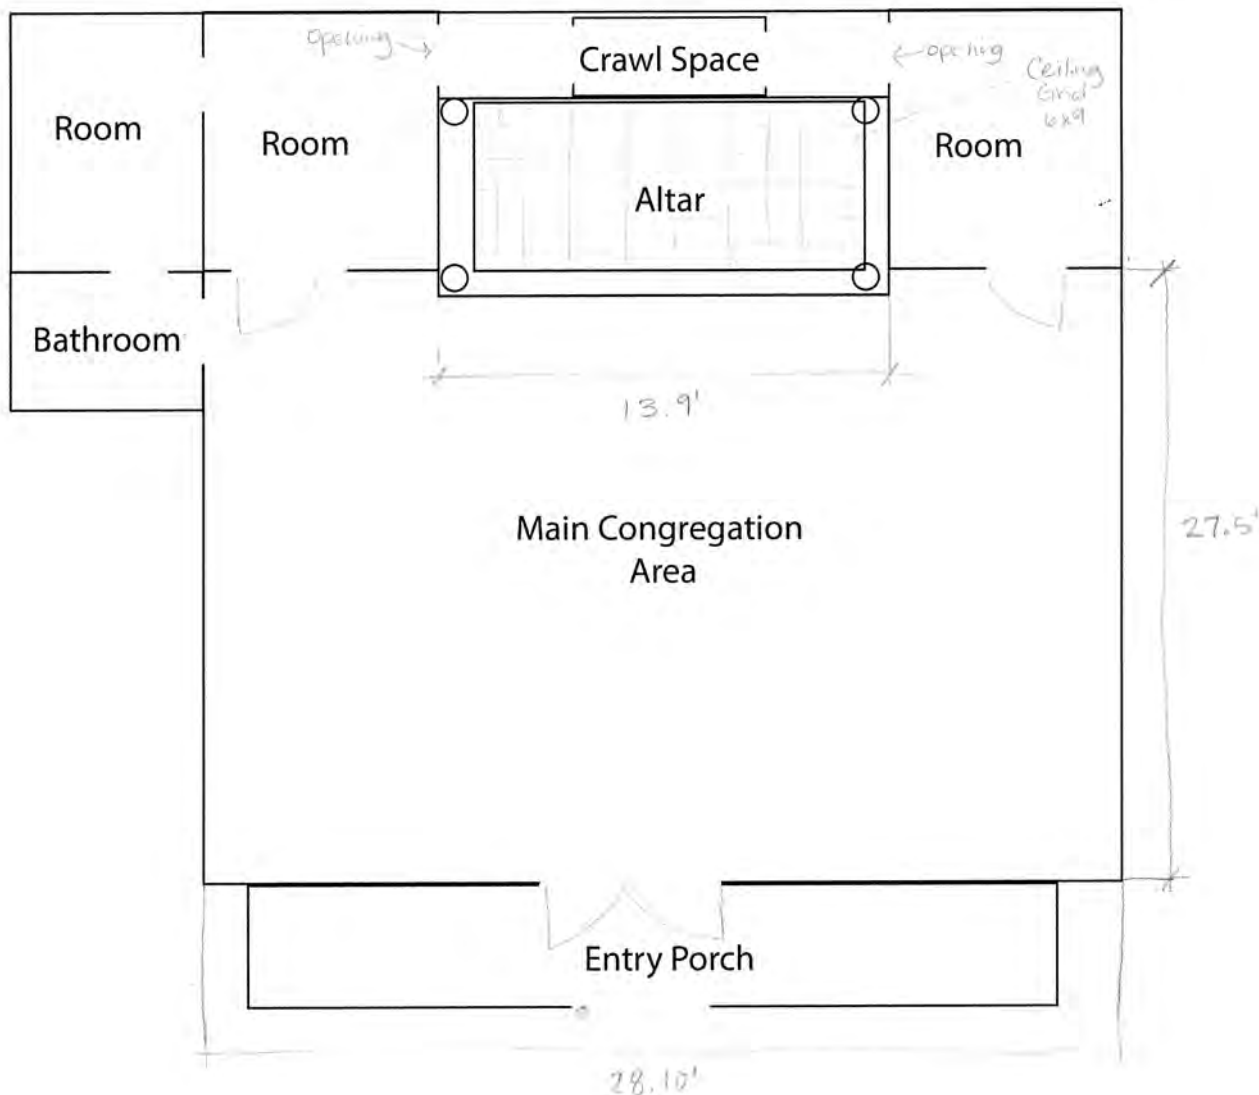 Opening
Crawl Space
opening
Ceiling
Grid
6x9
Room
Room
Room
Altar
Bathroom
13.9'
Main Congregation
Area
27.5'
Entry Porch
28.10'